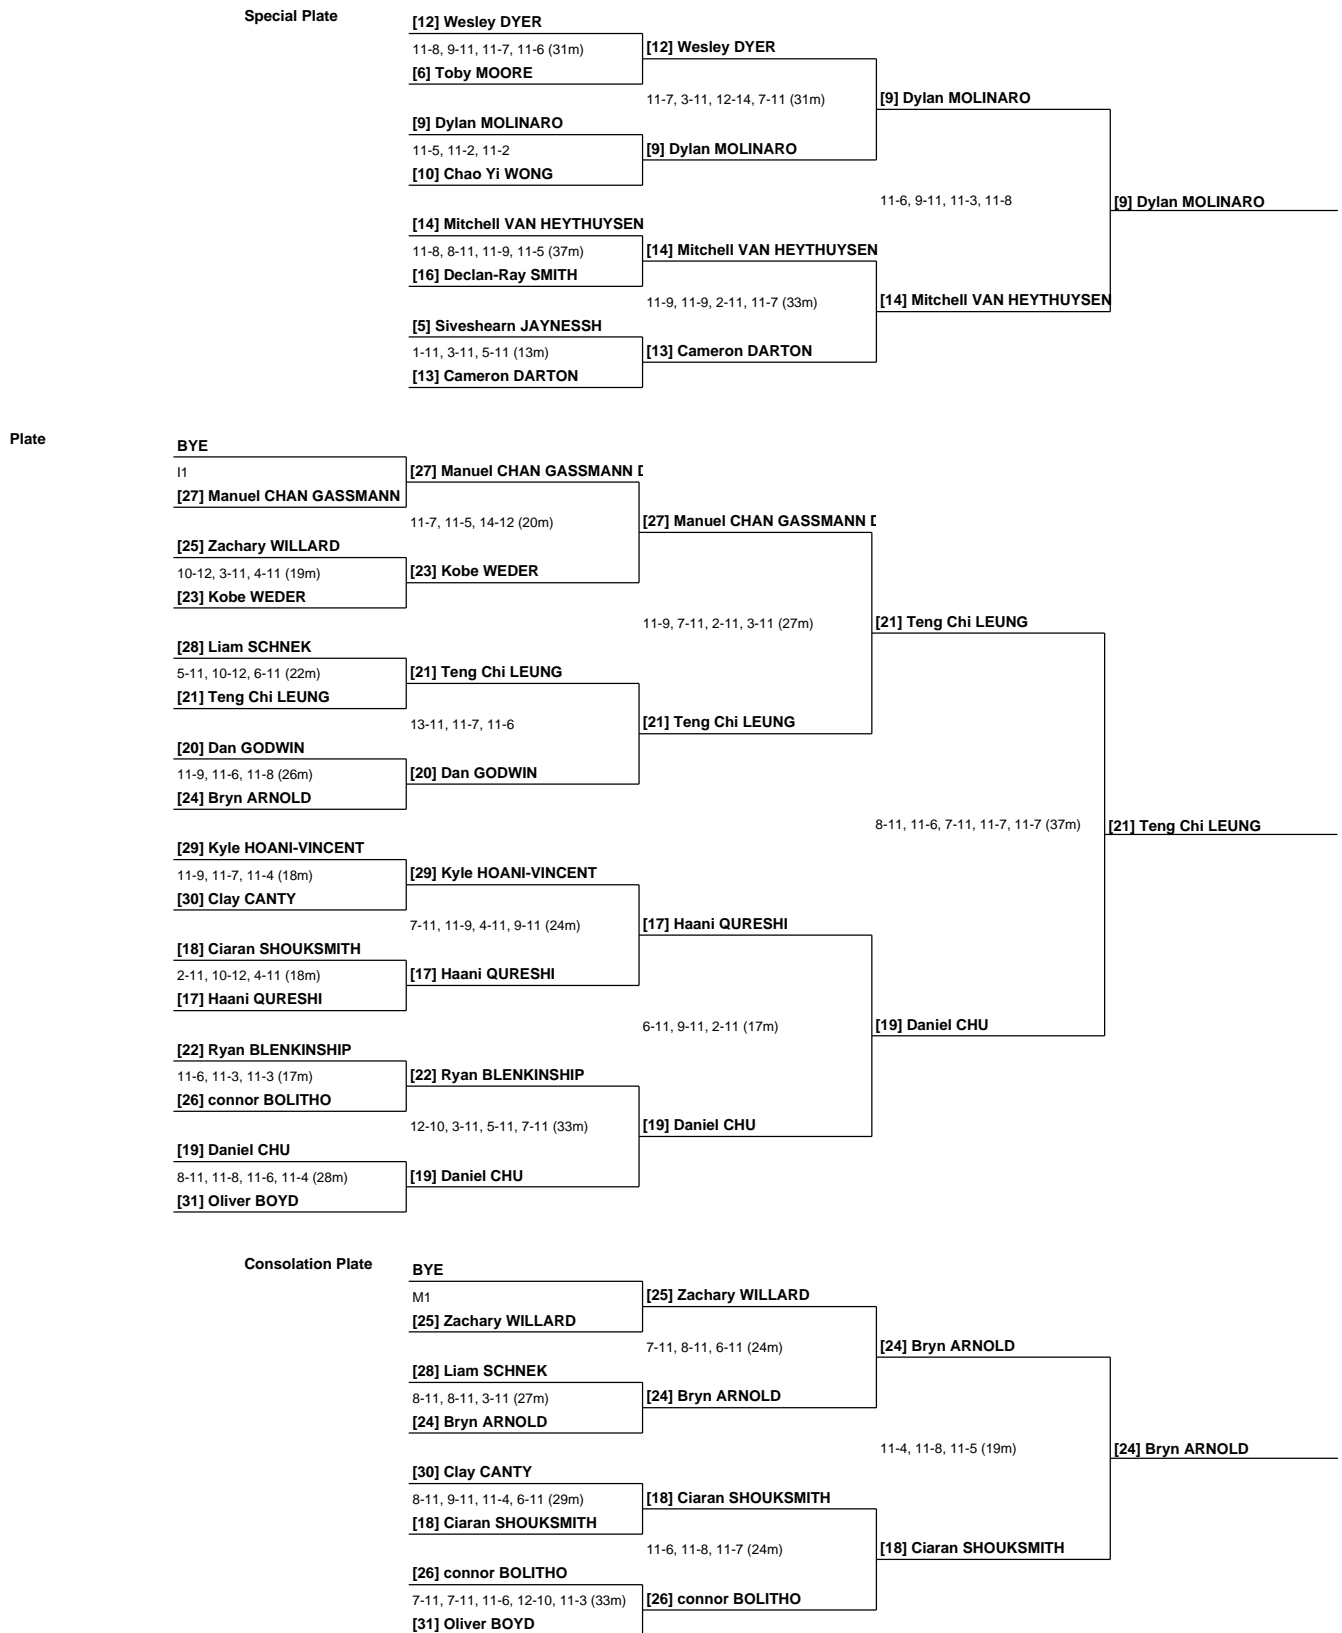 Special Plate
[12] Wesley DYER
11-8, 9-11, 11-7, 11-6 (31m)
[6] Toby MOORE
[12] Wesley DYER
11-7, 3-11, 12-14, 7-11 (31m)
[9] Dylan MOLINARO
[9] Dylan MOLINARO
11-5, 11-2, 11-2
[10] Chao Yi WONG
[9] Dylan MOLINARO
11-6, 9-11, 11-3, 11-8
[9] Dylan MOLINARO
[14] Mitchell VAN HEYTHUYSEN
11-8, 8-11, 11-9, 11-5 (37m)
[16] Declan-Ray SMITH
[14] Mitchell VAN HEYTHUYSEN
11-9, 11-9, 2-11, 11-7 (33m)
[14] Mitchell VAN HEYTHUYSEN
[5] Siveshearn JAYNESSH
1-11, 3-11, 5-11 (13m)
[13] Cameron DARTON
[13] Cameron DARTON
Plate
BYE
I1
[27] Manuel CHAN GASSMANN
[27] Manuel CHAN GASSMANN D
11-7, 11-5, 14-12 (20m)
[27] Manuel CHAN GASSMANN D
[25] Zachary WILLARD
10-12, 3-11, 4-11 (19m)
[23] Kobe WEDER
[23] Kobe WEDER
11-9, 7-11, 2-11, 3-11 (27m)
[21] Teng Chi LEUNG
[28] Liam SCHNEK
5-11, 10-12, 6-11 (22m)
[21] Teng Chi LEUNG
[21] Teng Chi LEUNG
13-11, 11-7, 11-6
[21] Teng Chi LEUNG
[20] Dan GODWIN
11-9, 11-6, 11-8 (26m)
[24] Bryn ARNOLD
[20] Dan GODWIN
8-11, 11-6, 7-11, 11-7, 11-7 (37m)
[21] Teng Chi LEUNG
[29] Kyle HOANI-VINCENT
11-9, 11-7, 11-4 (18m)
[30] Clay CANTY
[29] Kyle HOANI-VINCENT
7-11, 11-9, 4-11, 9-11 (24m)
[17] Haani QURESHI
[18] Ciaran SHOUKSMITH
2-11, 10-12, 4-11 (18m)
[17] Haani QURESHI
[17] Haani QURESHI
6-11, 9-11, 2-11 (17m)
[19] Daniel CHU
[22] Ryan BLENKINSHIP
11-6, 11-3, 11-3 (17m)
[26] connor BOLITHO
[22] Ryan BLENKINSHIP
12-10, 3-11, 5-11, 7-11 (33m)
[19] Daniel CHU
[19] Daniel CHU
8-11, 11-8, 11-6, 11-4 (28m)
[31] Oliver BOYD
[19] Daniel CHU
Consolation Plate
BYE
M1
[25] Zachary WILLARD
[25] Zachary WILLARD
7-11, 8-11, 6-11 (24m)
[24] Bryn ARNOLD
[28] Liam SCHNEK
8-11, 8-11, 3-11 (27m)
[24] Bryn ARNOLD
[24] Bryn ARNOLD
11-4, 11-8, 11-5 (19m)
[24] Bryn ARNOLD
[30] Clay CANTY
8-11, 9-11, 11-4, 6-11 (29m)
[18] Ciaran SHOUKSMITH
[18] Ciaran SHOUKSMITH
11-6, 11-8, 11-7 (24m)
[18] Ciaran SHOUKSMITH
[26] connor BOLITHO
7-11, 7-11, 11-6, 12-10, 11-3 (33m)
[31] Oliver BOYD
[26] connor BOLITHO